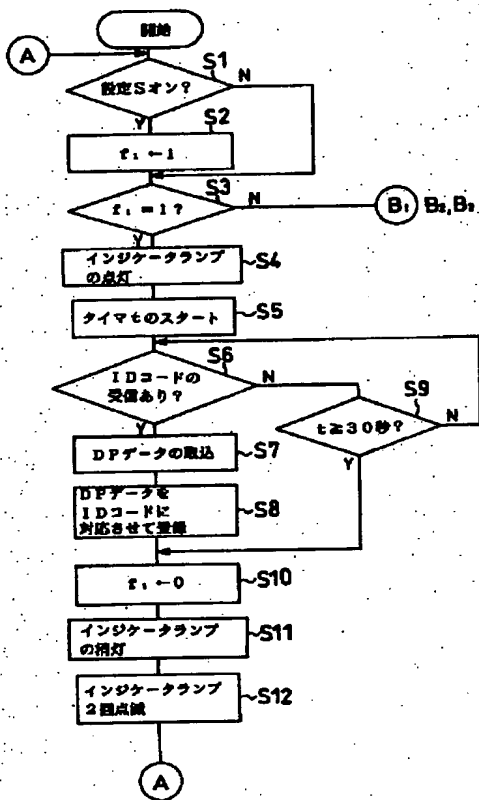 開始
A
S1
設定Sオン?
N
Y
S2
f₁←1
S3
f₁=1?
N
B₁ B₂,B₃
Y
インジケータランプ
の点灯
S4
タイマtのスタート
S5
S6
IDコードの
受信あり?
N
S9
t≧30秒?
N
Y
Y
DPデータの取込
S7
DPデータを
IDコードに
対応させて登録
S8
f₁←0
S10
インジケータランプ
の消灯
S11
インジケータランプ
2回点滅
S12
A